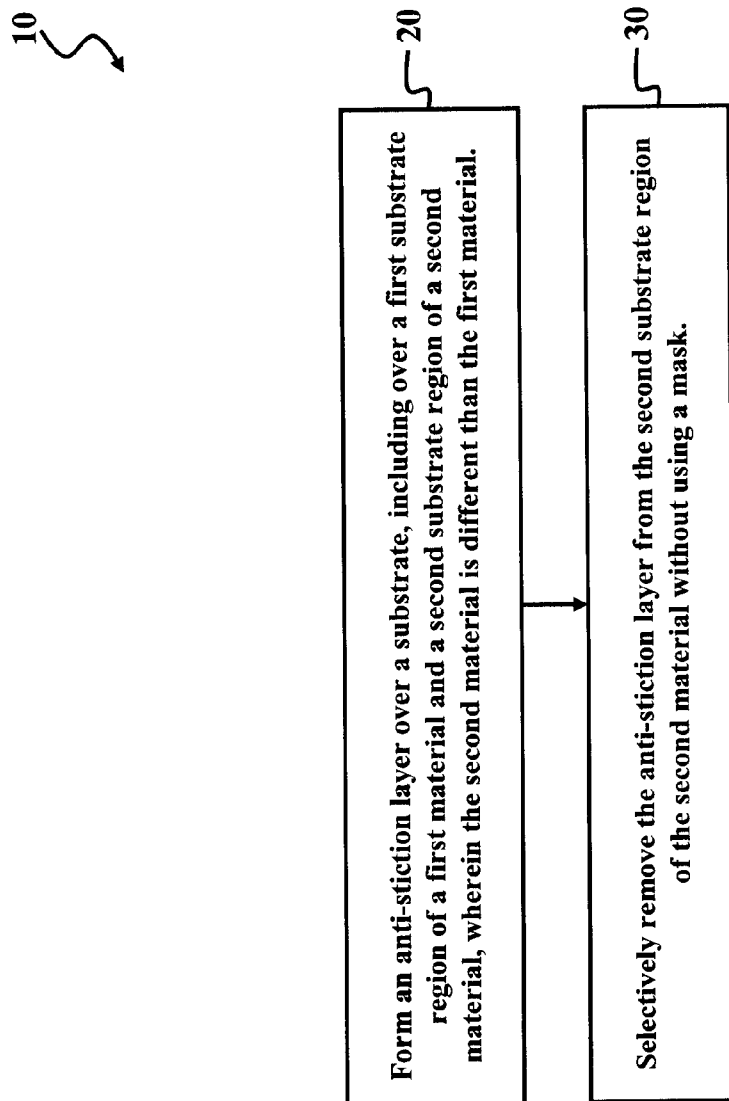 10
20
Form an anti-stiction layer over a substrate, including over a first substrate
region of a first material and a second substrate region of a second
material, wherein the second material is different than the first material.
30
Selectively remove the anti-stiction layer from the second substrate region
of the second material without using a mask.